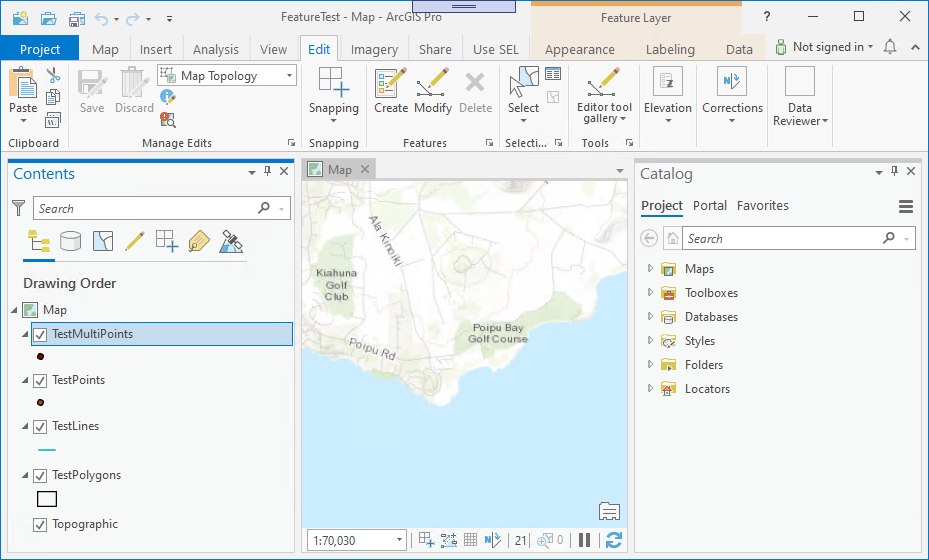 FeatureTest - Map - ArcGIS Pro
Feature Layer
?
Project
Map
Insert
Analysis
View
Edit
Imagery
Share
Use SEL
Appearance
Labeling
Data
Not signed in
Paste
Clipboard
Save
Discard
Map Topology
Manage Edits
Snapping
Snapping
Create
Modify
Delete
Features
Select
Selecti...
Editor tool
gallery
Tools
Elevation
Corrections
Data
Reviewer
Contents
Search
Drawing Order
Map
TestMultiPoints
TestPoints
TestLines
TestPolygons
Topographic
Map
Ala Kinoiki
Kiahuna
Golf
Club
Poipu Bay
Golf Course
Poipu Rd
1:70,030
21
0
Catalog
Project
Portal
Favorites
Search
Maps
Toolboxes
Databases
Styles
Folders
Locators